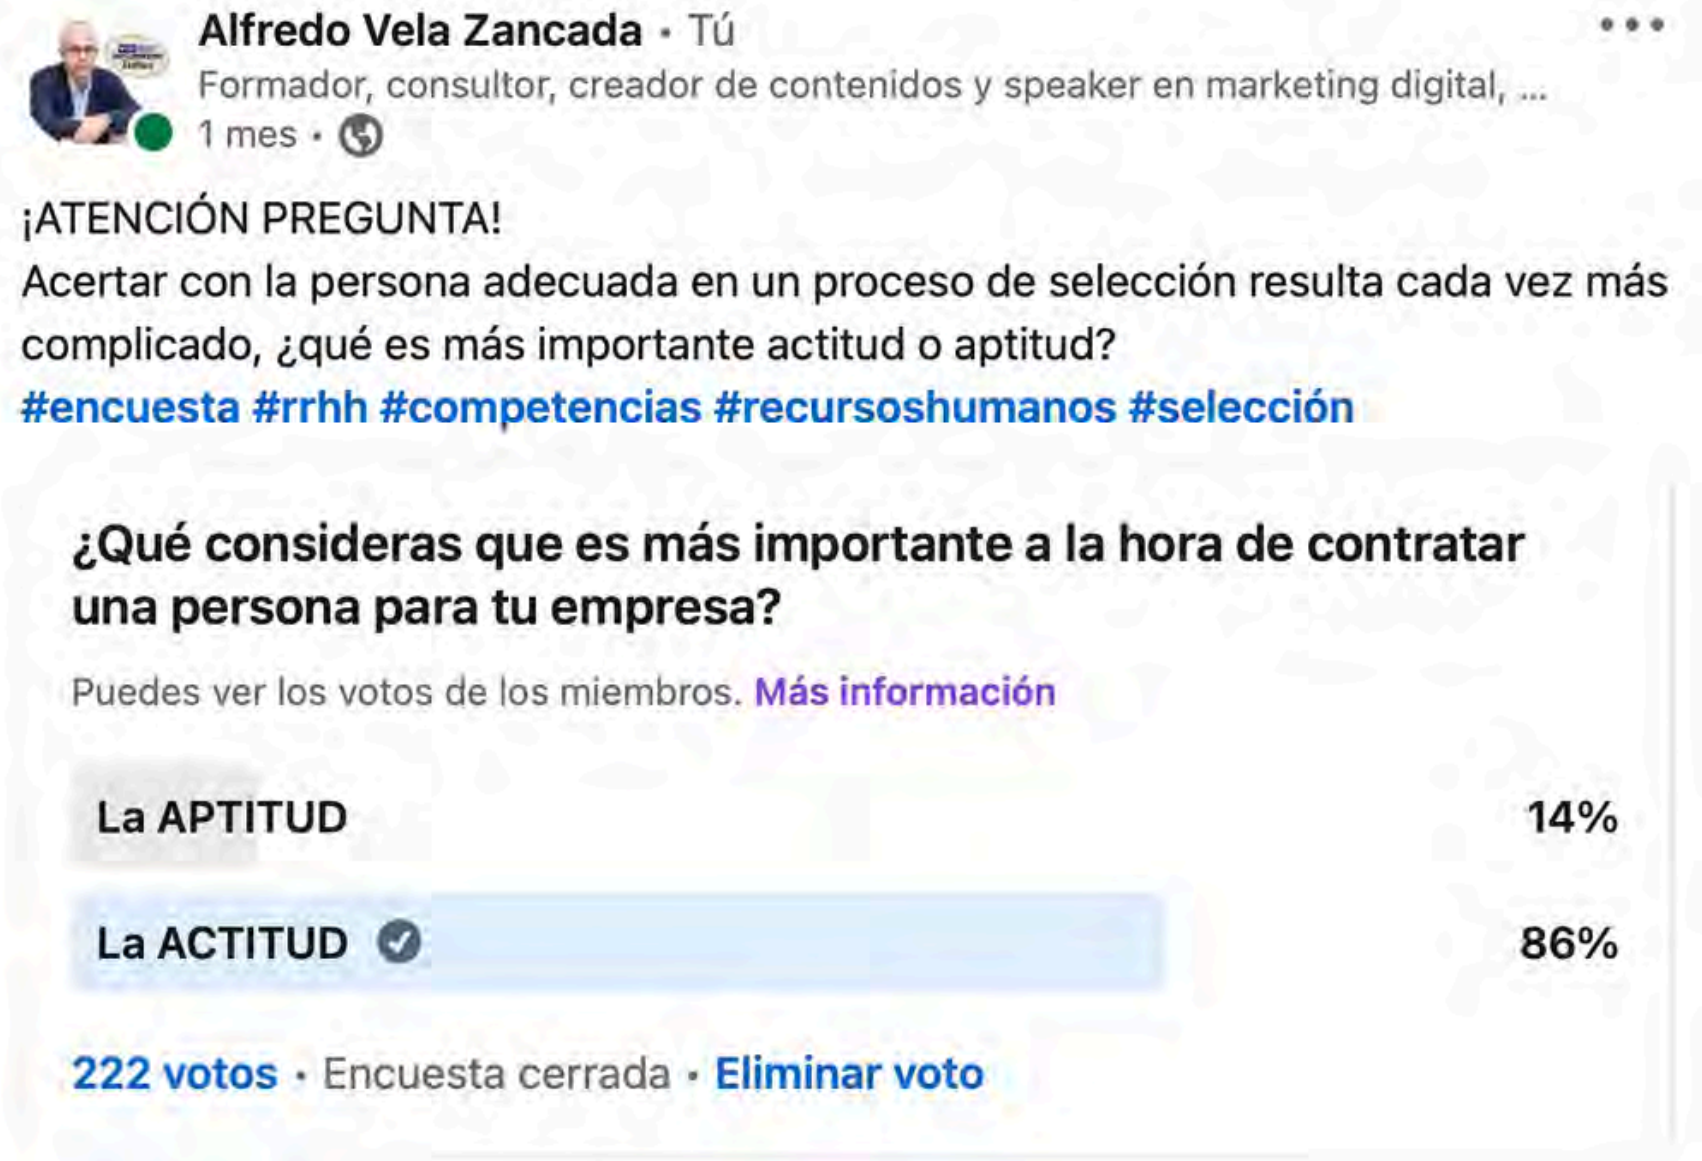 Alfredo Vela Zancada • Tú
Formador, consultor, creador de contenidos y speaker en marketing digital, ...
1 mes •
¡ATENCIÓN PREGUNTA!
Acertar con la persona adecuada en un proceso de selección resulta cada vez más
complicado, ¿qué es más importante actitud o aptitud?
#encuesta #rrhh #competencias #recursoshumanos #selección
¿Qué consideras que es más importante a la hora de contratar
una persona para tu empresa?
Puedes ver los votos de los miembros. Más información
La APTITUD 14%
La ACTITUD 86%
222 votos • Encuesta cerrada • Eliminar voto